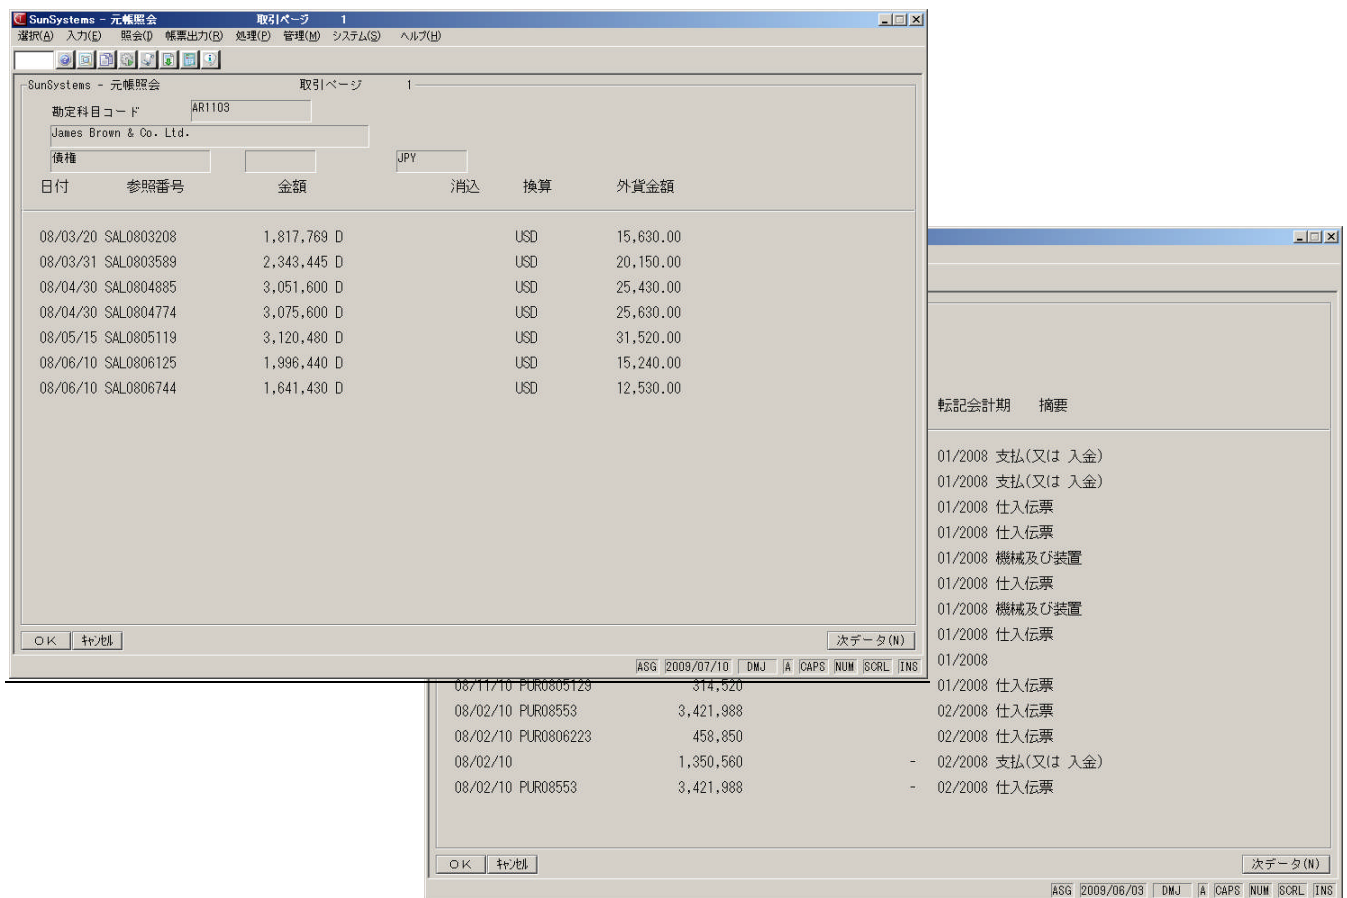 SunSystems - 元帳照会 取引ページ 1
選択(A) 入力(E) 照会(I) 帳票出力(R) 処理(P) 管理(M) システム(S) ヘルプ(H)
SunSystems - 元帳照会 取引ページ 1
勘定科目コード AR1103
James Brown & Co. Ltd.
債権 JPY
日付 参照番号 金額 消込 換算 外貨金額
08/03/20 SAL0803208 1,817,769 D USD 15,630.00
08/03/31 SAL0803589 2,343,445 D USD 20,150.00
08/04/30 SAL0804885 3,051,600 D USD 25,430.00
08/04/30 SAL0804774 3,075,600 D USD 25,630.00
08/05/15 SAL0805119 3,120,480 D USD 31,520.00
08/06/10 SAL0806125 1,996,440 D USD 15,240.00
08/06/10 SAL0806744 1,641,430 D USD 12,530.00
OK ｷｬﾝｾﾙ 次データ(N)
ASG 2009/07/10 DMJ A CAPS NUM SCRL INS
転記会計期 摘要
01/2008 支払(又は 入金)
01/2008 支払(又は 入金)
01/2008 仕入伝票
01/2008 仕入伝票
01/2008 機械及び装置
01/2008 仕入伝票
01/2008 機械及び装置
01/2008 仕入伝票
01/2008
08/11/10 PUR0805129 314,520 01/2008 仕入伝票
08/02/10 PUR08553 3,421,988 02/2008 仕入伝票
08/02/10 PUR0806223 458,850 02/2008 仕入伝票
08/02/10 1,350,560 - 02/2008 支払(又は 入金)
08/02/10 PUR08553 3,421,988 - 02/2008 仕入伝票
OK ｷｬﾝｾﾙ 次データ(N)
ASG 2009/06/03 DMJ A CAPS NUM SCRL INS